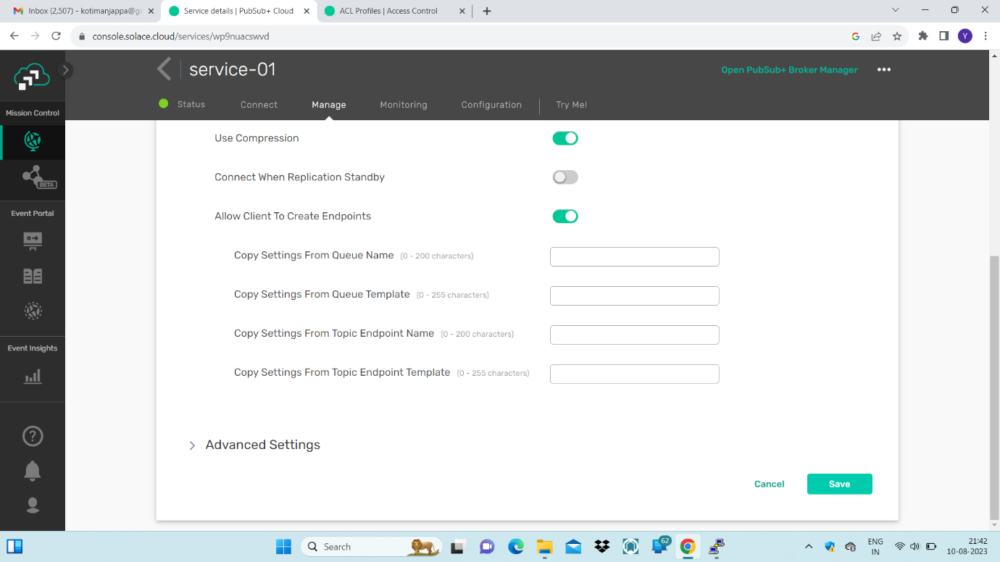 Inbox (2,507) - kotimanjappa@gr
Service details | PubSub+ Cloud
ACL Profiles | Access Control
console.solace.cloud/services/wp9nuacswvd
G
Y
service-01
Open PubSub+ Broker Manager
Status
Connect
Manage
Monitoring
Configuration
Try Me!
Mission Control
BETA
Event Portal
Event Insights
?
Use Compression
Connect When Replication Standby
Allow Client To Create Endpoints
Copy Settings From Queue Name (0 - 200 characters)
Copy Settings From Queue Template (0 - 255 characters)
Copy Settings From Topic Endpoint Name (0 - 200 characters)
Copy Settings From Topic Endpoint Template (0 - 255 characters)
Advanced Settings
Cancel
Save
Search
62
ENG
IN
21:42
10-08-2023